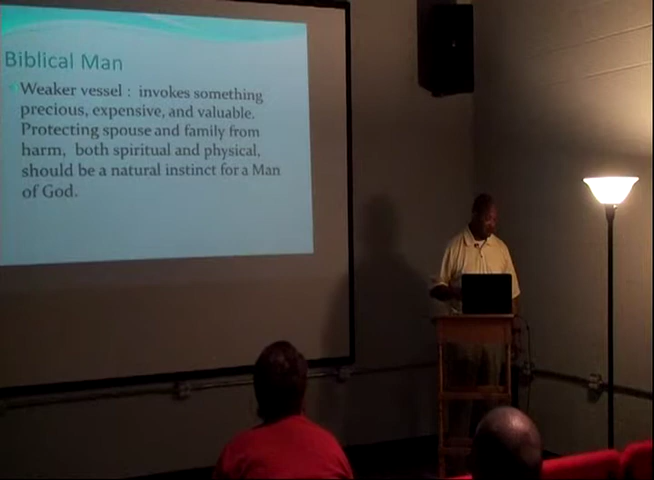 Biblical Man
Weaker vessel : invokes something
precious, expensive, and valuable.
Protecting spouse and family from
harm, both spiritual and physical,
should be a natural instinct for a Man
of God.